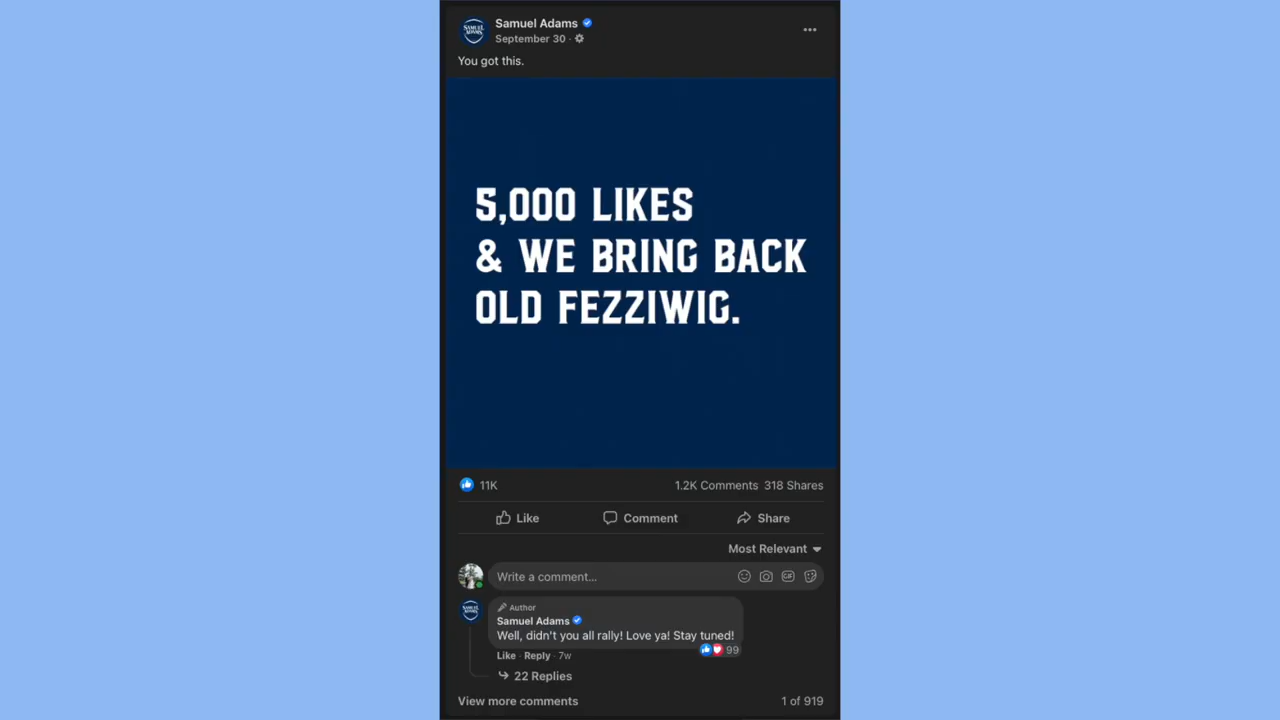 Samuel Adams
September 30 ·
You got this.
5,000 LIKES
& WE BRING BACK
OLD FEZZIWIG.
11K 1.2K Comments 318 Shares
Like Comment Share
Most Relevant
Write a comment... GIF
Author
Samuel Adams
Well, didn't you all rally! Love ya! Stay tuned!
99
Like · Reply · 7w
22 Replies
View more comments 1 of 919